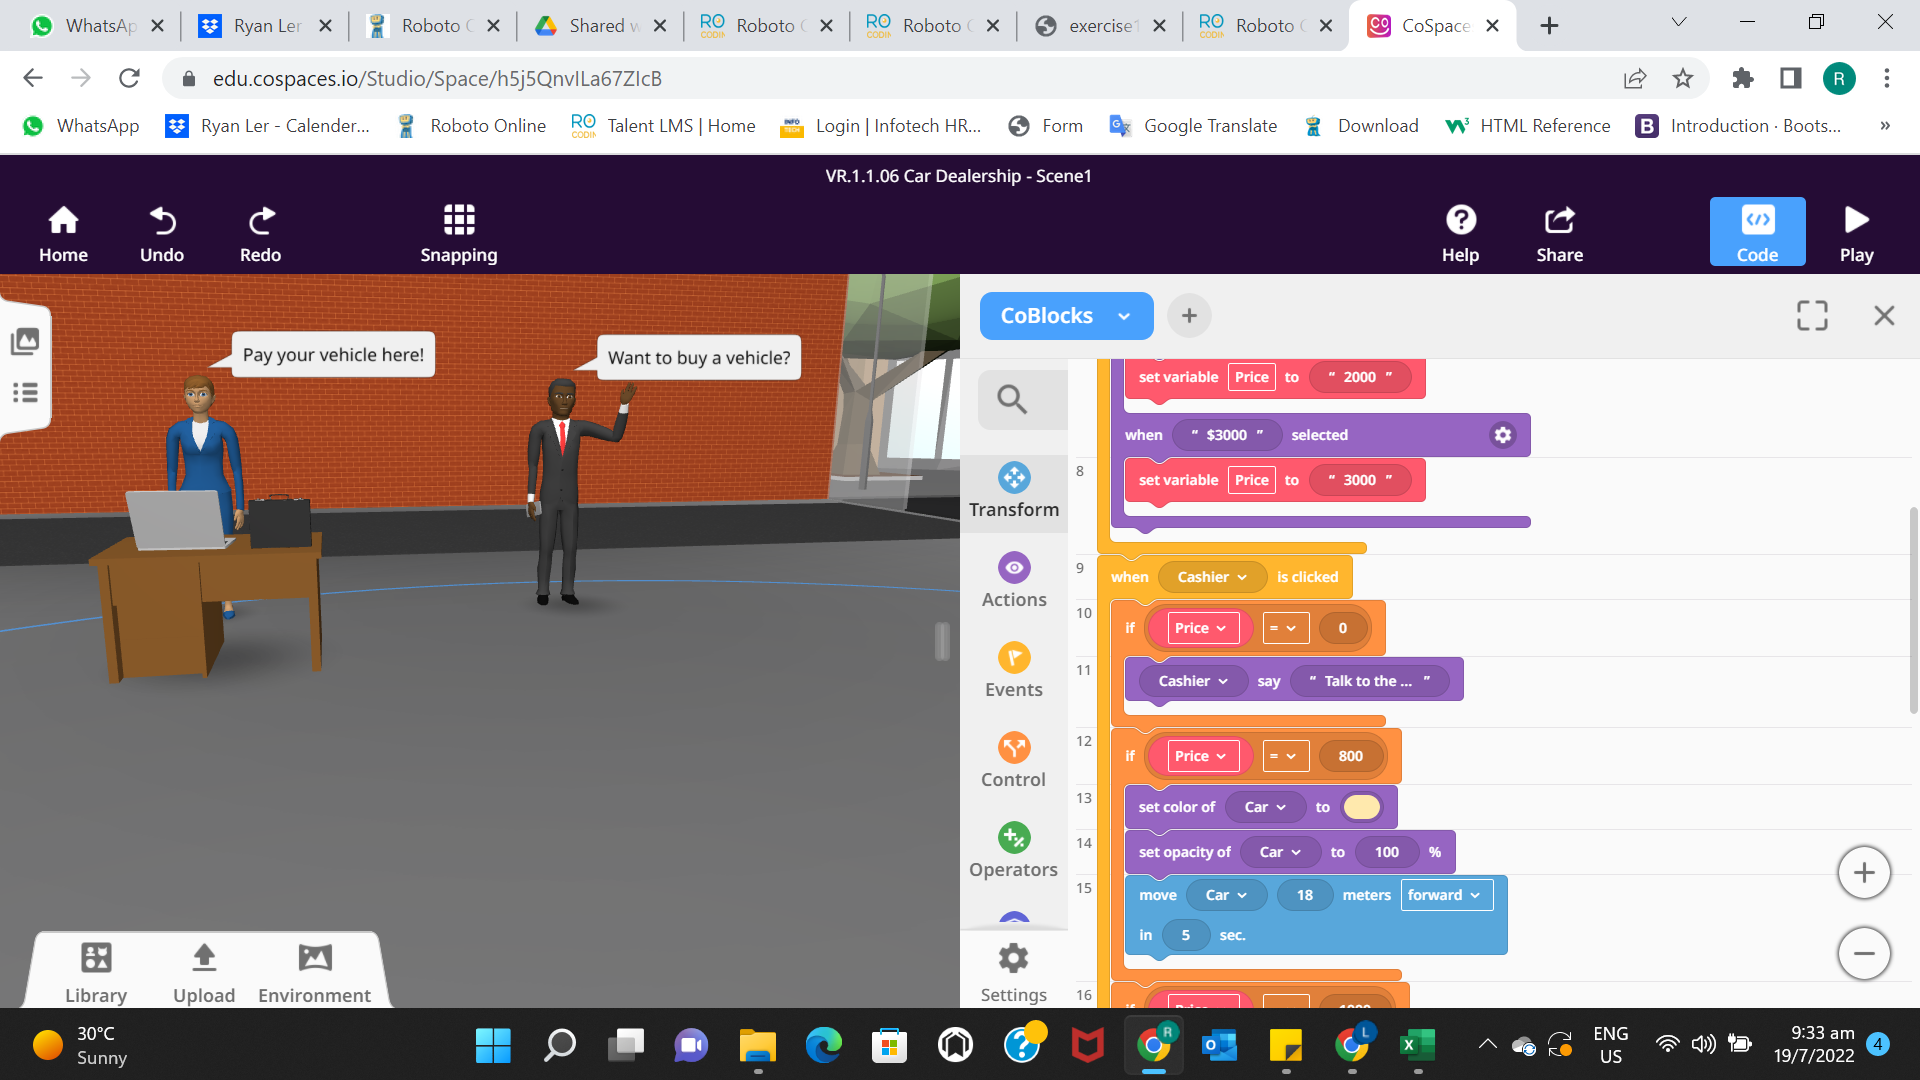 WhatsAp
Ryan Ler
Roboto C
Shared w
Roboto C
Roboto C
exercise1
Roboto C
CoSpace
edu.cospaces.io/Studio/Space/h5j5QnvILa67ZIcB
R
WhatsApp
Ryan Ler - Calender...
Roboto Online
Talent LMS | Home
Login | Infotech HR...
Form
Google Translate
Download
HTML Reference
Introduction · Boots...
»
VR.1.1.06 Car Dealership - Scene1
Home
Undo
Redo
Snapping
Help
Share
Code
Play
Pay your vehicle here!
Want to buy a vehicle?
CoBlocks
Transform
Actions
Events
Control
Operators
Settings
set variable Price to " 2000 "
when " $3000 " selected
8
set variable Price to " 3000 "
9
when Cashier is clicked
10
if Price = 0
11
Cashier say " Talk to the ... "
12
if Price = 800
13
set color of Car to
14
set opacity of Car to 100 %
15
move Car 18 meters forward
in 5 sec.
16
Library
Upload
Environment
30°C
Sunny
R
L
ENG
US
9:33 am
19/7/2022
4